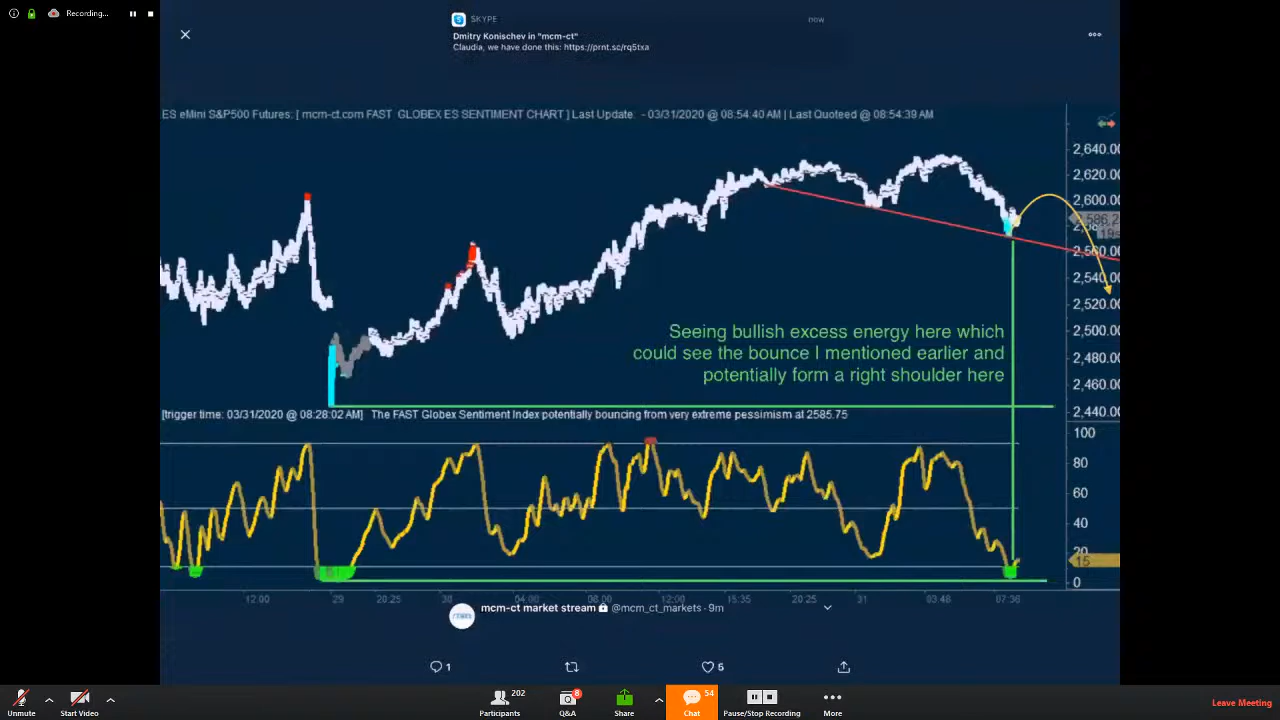 Recording...
SKYPE
now
Dmitry Konischev in "mcm-ct"
Claudia, we have done this: https://prnt.sc/rq5txa
ES eMini S&P500 Futures: [ mcm-ct.com FAST GLOBEX ES SENTIMENT CHART ] Last Update: - 03/31/2020 @ 08:54:40 AM | Last Quoteed @ 08:54:39 AM
2,640.00
2,620.00
2,600.00
2,560.00
2,540.00
2,520.00
2,500.00
2,480.00
2,460.00
2,440.00
Seeing bullish excess energy here which
could see the bounce I mentioned earlier and
potentially form a right shoulder here
[trigger time: 03/31/2020 @ 08:28:02 AM] The FAST Globex Sentiment Index potentially bouncing from very extreme pessimism at 2585.75
100
80
60
40
20
15
0
12:00 29 20:25 30 04:00 08:00 12:00 15:35 20:25 31 03:48 07:36
mcm-ct market stream @mcm_ct_markets · 9m
1
5
Unmute
Start Video
202
Participants
8
Q&A
Share
54
Chat
Pause/Stop Recording
More
Leave Meeting